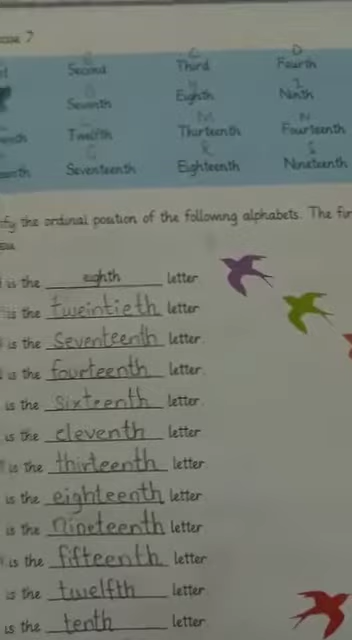 Second Third Fourth
Seventh Eighth Ninth
Twelfth Thirteenth Fourteenth
Seventeenth Eighteenth Nineteenth
the ordinal position of the following alphabets. The
is the eighth letter
is the tweintieth letter
is the seventeenth letter.
is the fourteenth letter.
is the sixteenth letter.
is the eleventh letter
is the thirteenth letter.
is the eighteenth letter
is the nineteenth letter
is the fifteenth letter
is the twelfth letter
is the tenth letter